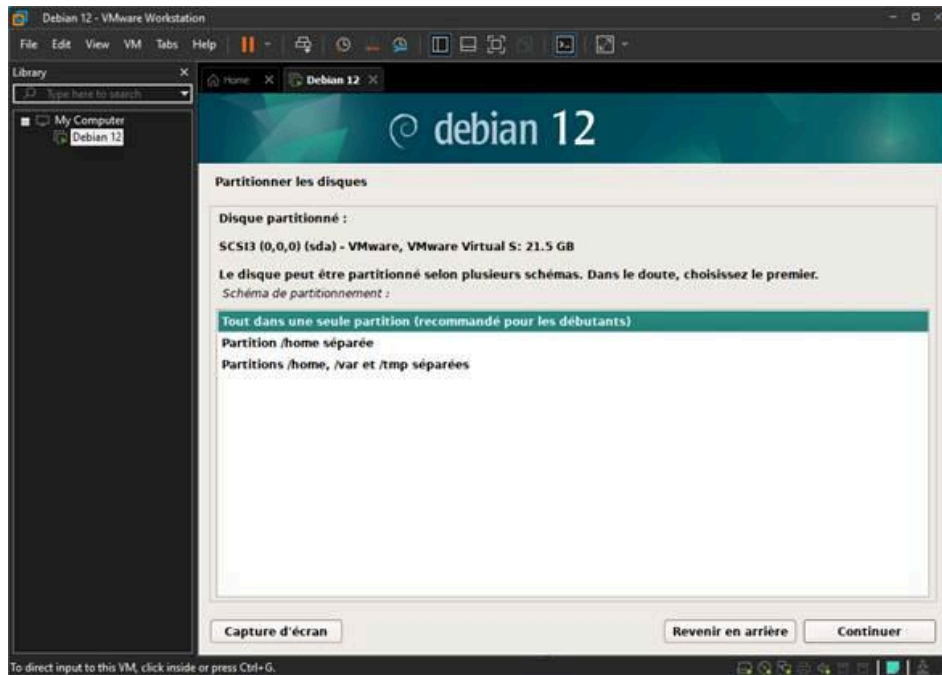 Debian 12 - VMware Workstation
File Edit View VM Tabs Help
Library
Type here to search
My Computer
Debian 12
Home
Debian 12
debian 12
Partitionner les disques
Disque partitionné :
SCSI3 (0,0,0) (sda) - VMware, VMware Virtual S: 21.5 GB
Le disque peut être partitionné selon plusieurs schémas. Dans le doute, choisissez le premier.
Schéma de partitionnement :
Tout dans une seule partition (recommandé pour les débutants)
Partition /home séparée
Partitions /home, /var et /tmp séparées
Capture d'écran
Revenir en arrière
Continuer
To direct input to this VM, click inside or press Ctrl+G.